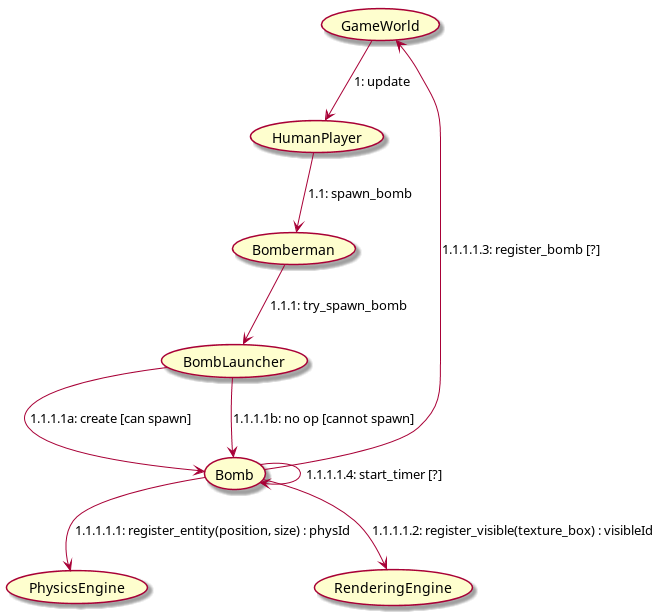 GameWorld
1: update
HumanPlayer
1.1: spawn_bomb
Bomberman
1.1.1.1.3: register_bomb [?]
1.1.1: try_spawn_bomb
BombLauncher
1.1.1.1a: create [can spawn]
1.1.1.1b: no op [cannot spawn]
Bomb
1.1.1.1.4: start_timer [?]
1.1.1.1.1: register_entity(position, size) : physId
1.1.1.1.2: register_visible(texture_box) : visibleId
PhysicsEngine
RenderingEngine